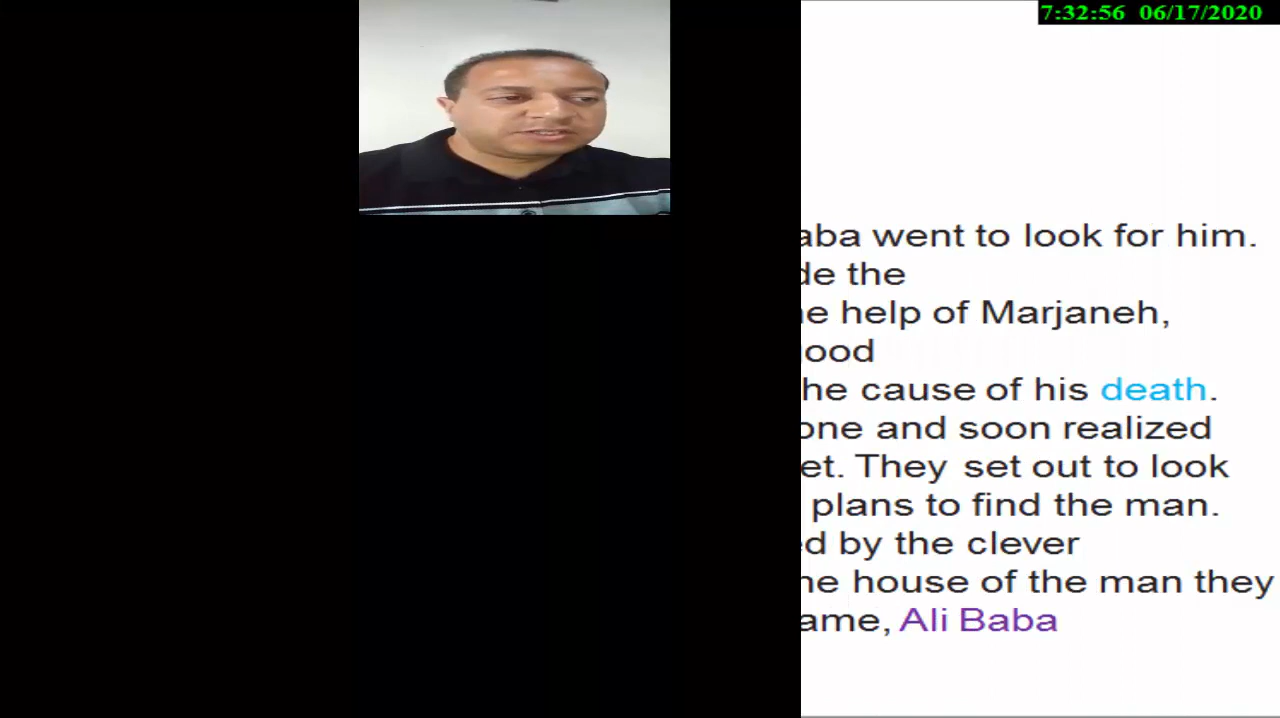 7:32:56 06/17/2020
aba went to look for him.
de the
e help of Marjaneh,
ood
he cause of his death.
one and soon realized
et. They set out to look
plans to find the man.
d by the clever
he house of the man they
ame, Ali Baba